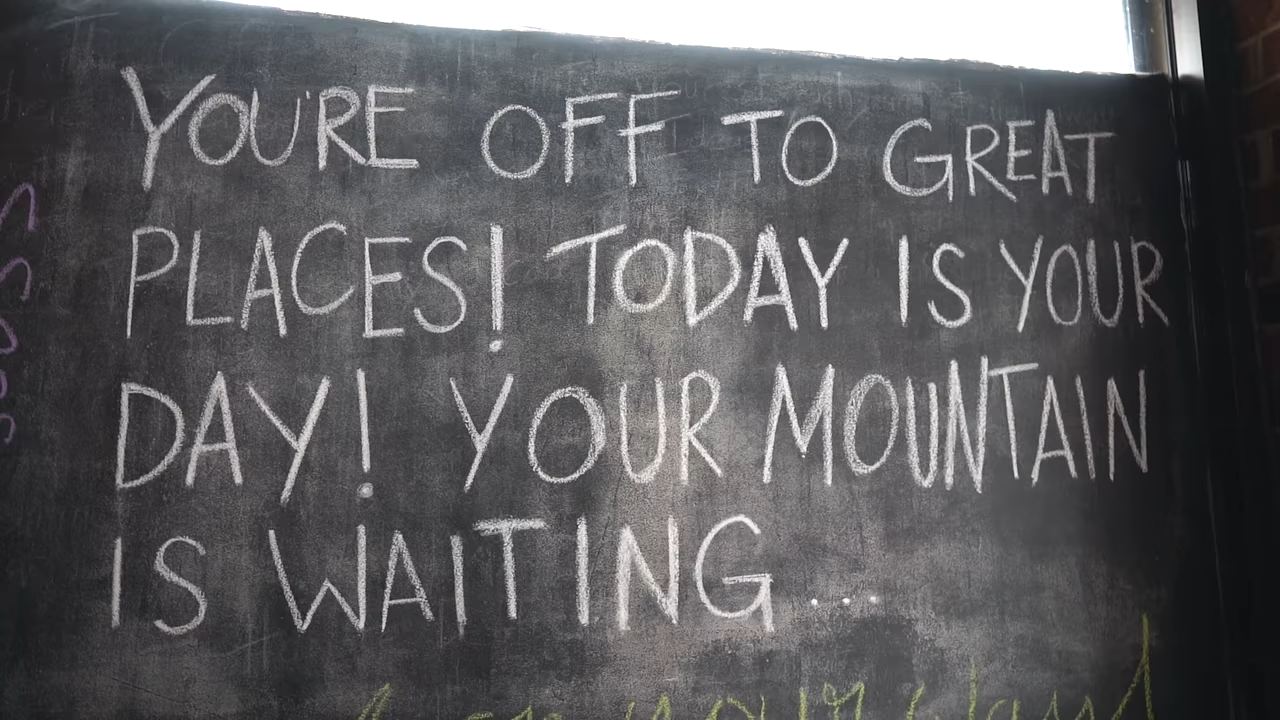 YOU'RE OFF TO GREAT
PLACES! TODAY IS YOUR
DAY! YOUR MOUNTAIN
IS WAITING...